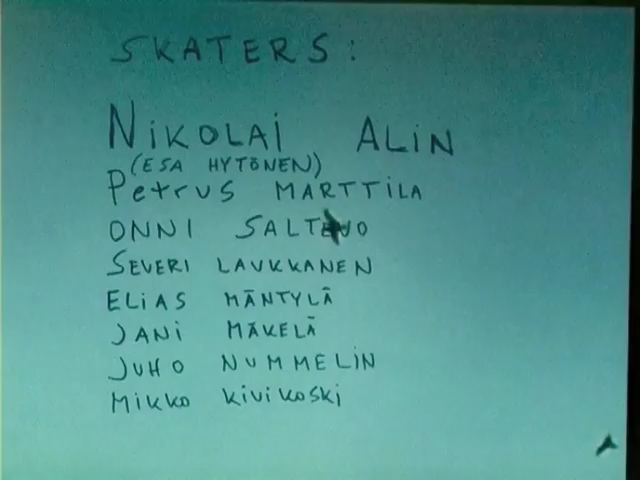 SKATERS:
NiKOLAi ALiN
(ESA HYTÖNEN)
Petrus MARTTiLA
ONNI
SEVERI LAUKKANEN
ELiAS MÄNTYLÄ
JANi MÄKELÄ
JUHO NUMMELiN
Mikko KiviKoSki